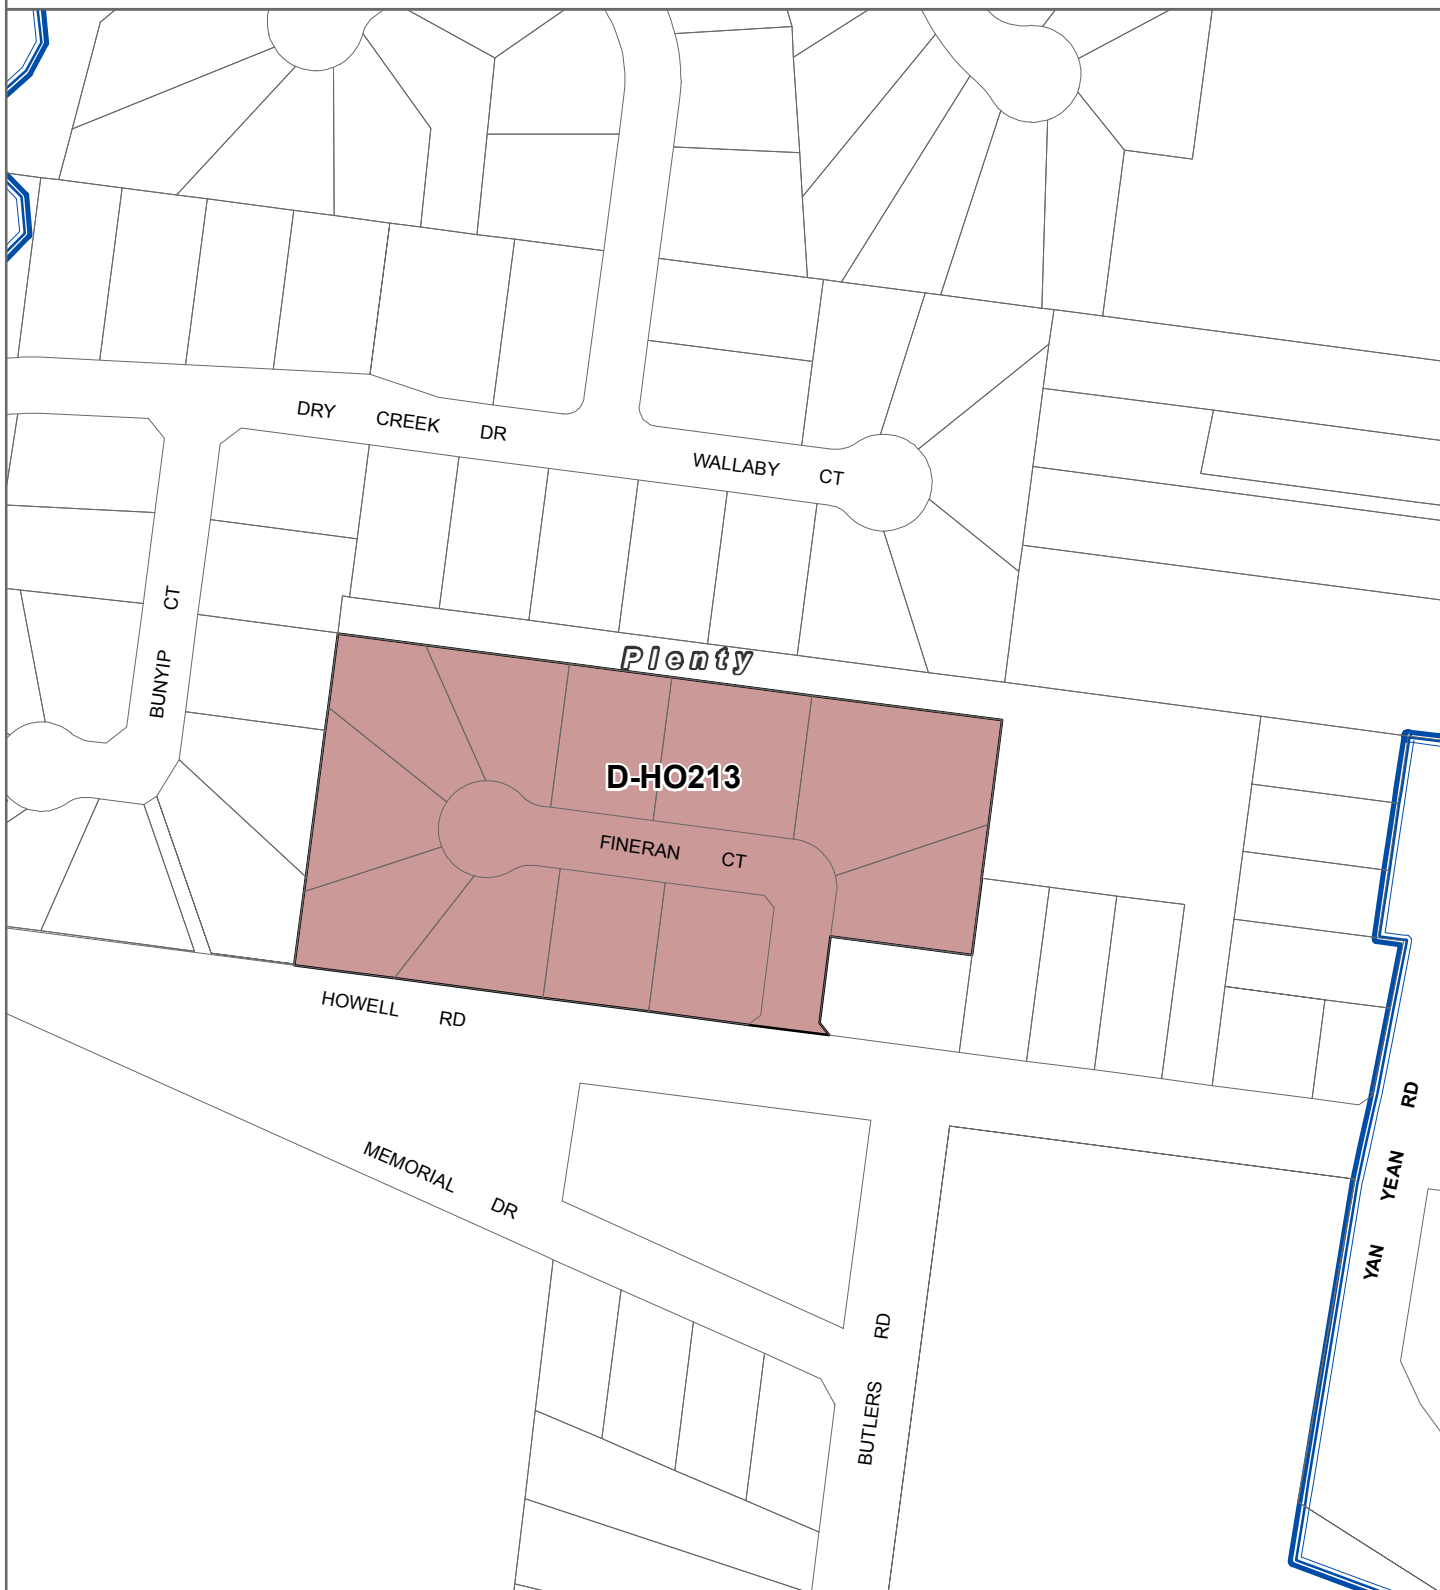 DRY CREEK DR
WALLABY CT
BUNYIP CT
Plenty
D-HO213
FINERAN CT
HOWELL RD
MEMORIAL DR
YAN YEAN RD
BUTLERS RD